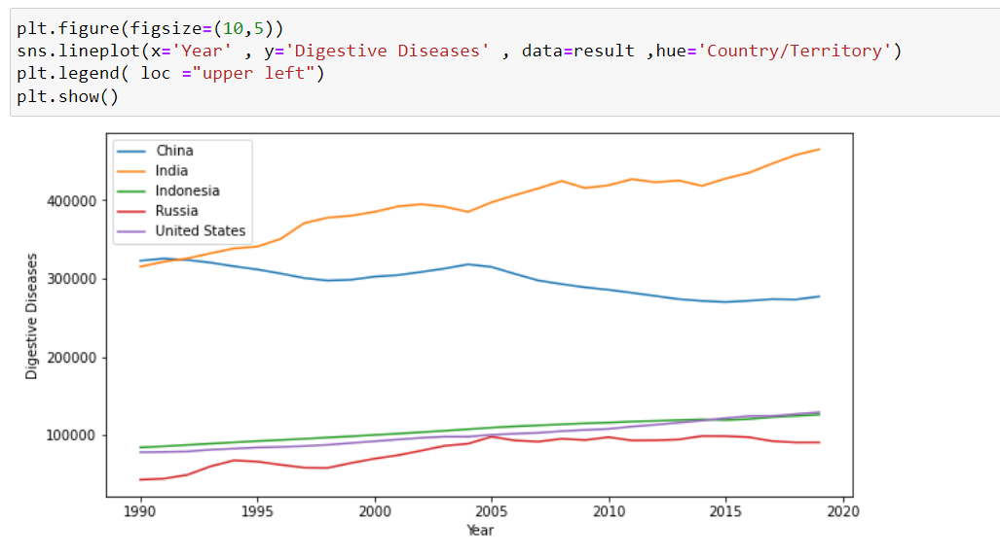 plt.figure(figsize=(10,5))
sns.lineplot(x='Year' , y='Digestive Diseases' , data=result ,hue='Country/Territory')
plt.legend( loc ="upper left")
plt.show()
China
India
Indonesia
Russia
United States
400000
300000
200000
100000
Digestive Diseases
1990 1995 2000 2005 2010 2015 2020
Year